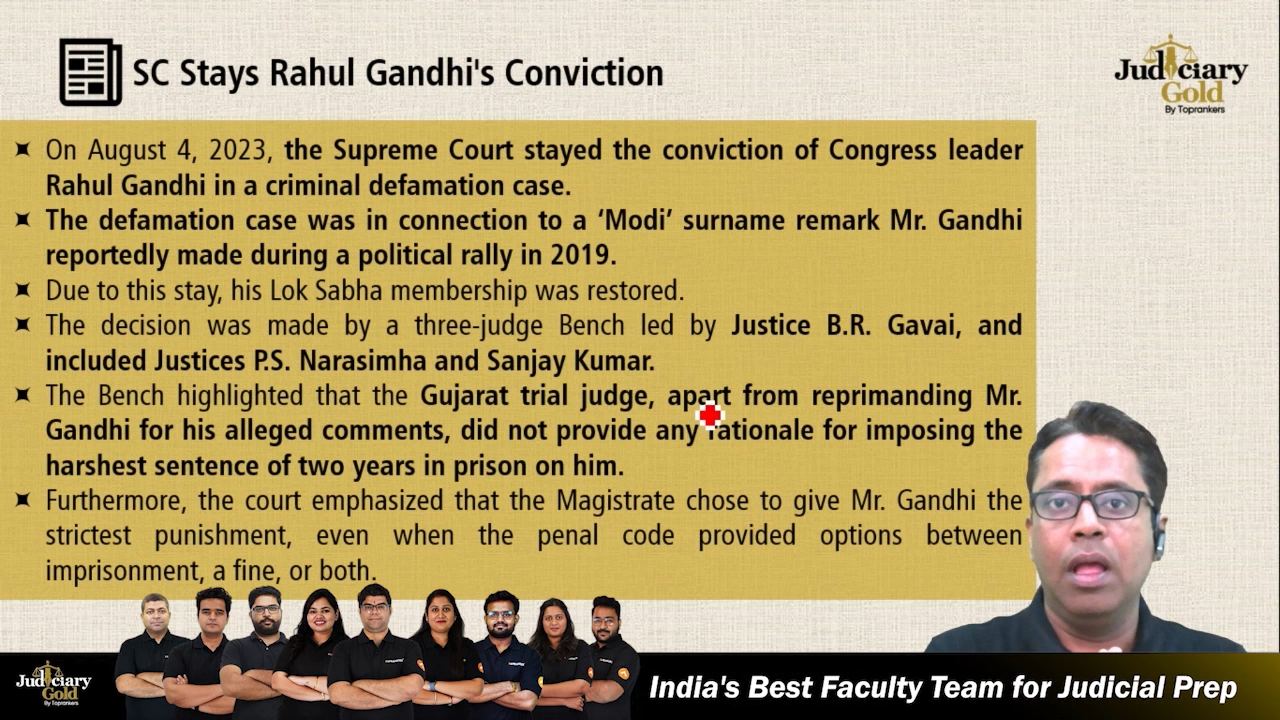 SC Stays Rahul Gandhi's Conviction
Judiciary
Gold
By Toprankers
On August 4, 2023, the Supreme Court stayed the conviction of Congress leader
Rahul Gandhi in a criminal defamation case.
The defamation case was in connection to a ‘Modi’ surname remark Mr. Gandhi
reportedly made during a political rally in 2019.
Due to this stay, his Lok Sabha membership was restored.
The decision was made by a three-judge Bench led by Justice B.R. Gavai, and
included Justices P.S. Narasimha and Sanjay Kumar.
The Bench highlighted that the Gujarat trial judge, apart from reprimanding Mr.
Gandhi for his alleged comments, did not provide any rationale for imposing the
harshest sentence of two years in prison on him.
Furthermore, the court emphasized that the Magistrate chose to give Mr. Gandhi the
strictest punishment, even when the penal code provided options between
imprisonment, a fine, or both.
Judiciary
Gold
By Toprankers
India's Best Faculty Team for Judicial Prep